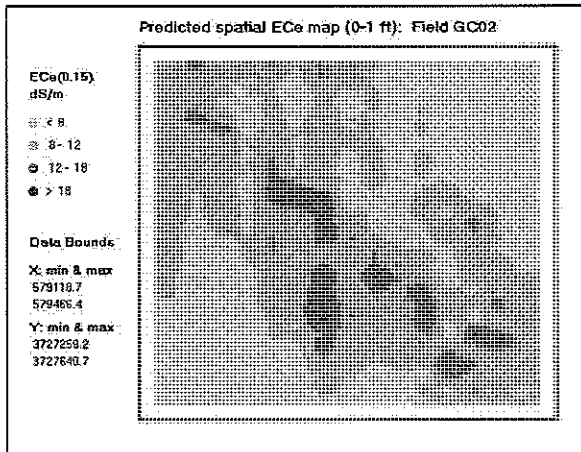 Predicted spatial ECe map (0-1 ft): Field GC02
ECe(0.15)
dS/m
8 - 12
12 - 18
> 18
Data Bounds
X: min & max
579118.7
579466.4
Y: min & max
3727259.2
3727640.7